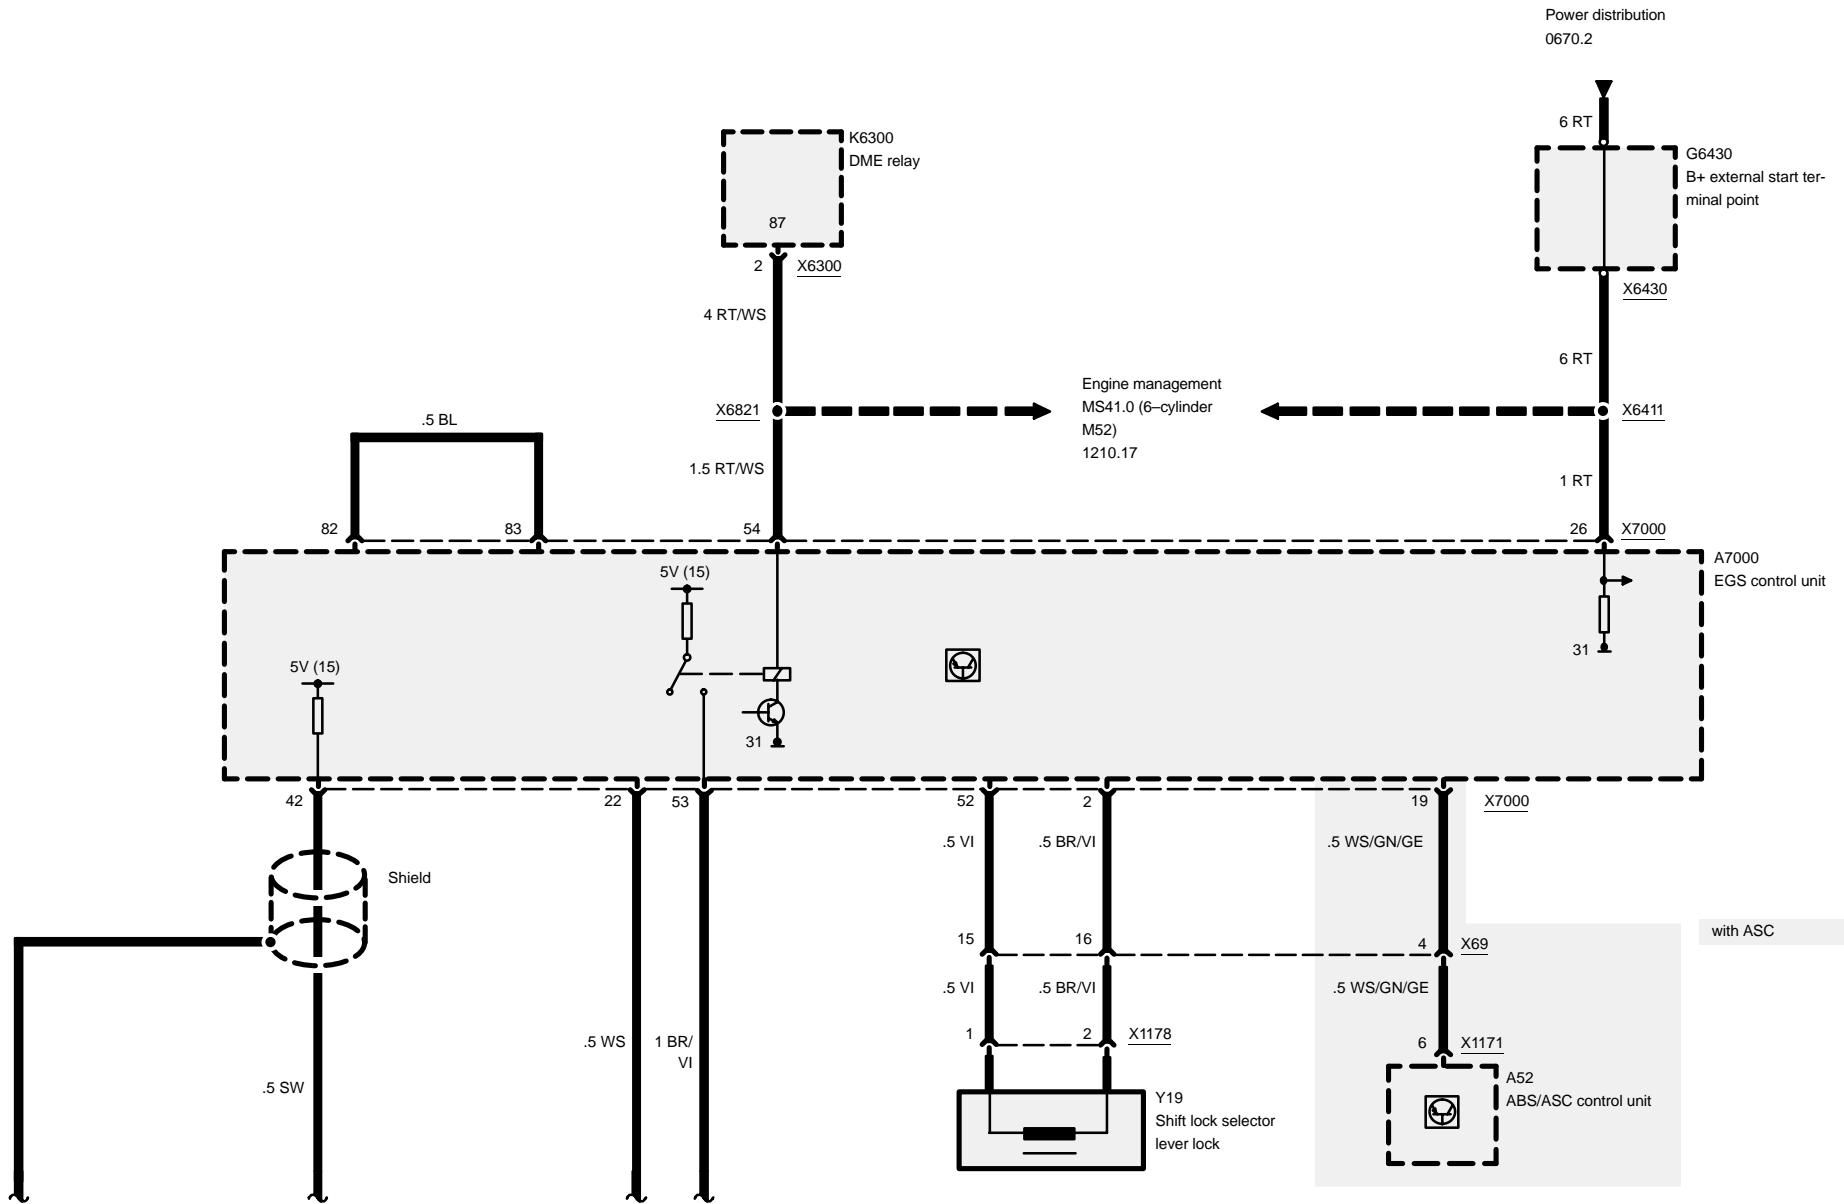 Power distribution
0670.2
6 RT
K6300
DME relay
87
G6430
B+ external start ter-
minal point
2 X6300
X6430
4 RT/WS
6 RT
Engine management
MS41.0 (6–cylinder
M52)
1210.17
X6821
X6411
.5 BL
1.5 RT/WS
1 RT
82 83 54 26 X7000
A7000
EGS control unit
5V (15)
31
5V (15)
31
42 22 53 52 2 19 X7000
.5 VI .5 BR/VI .5 WS/GN/GE
Shield
with ASC
15 16 4 X69
.5 VI .5 BR/VI .5 WS/GN/GE
1 2 X1178
6 X1171
.5 WS
1 BR/
VI
.5 SW
A52
ABS/ASC control unit
Y19
Shift lock selector
lever lock